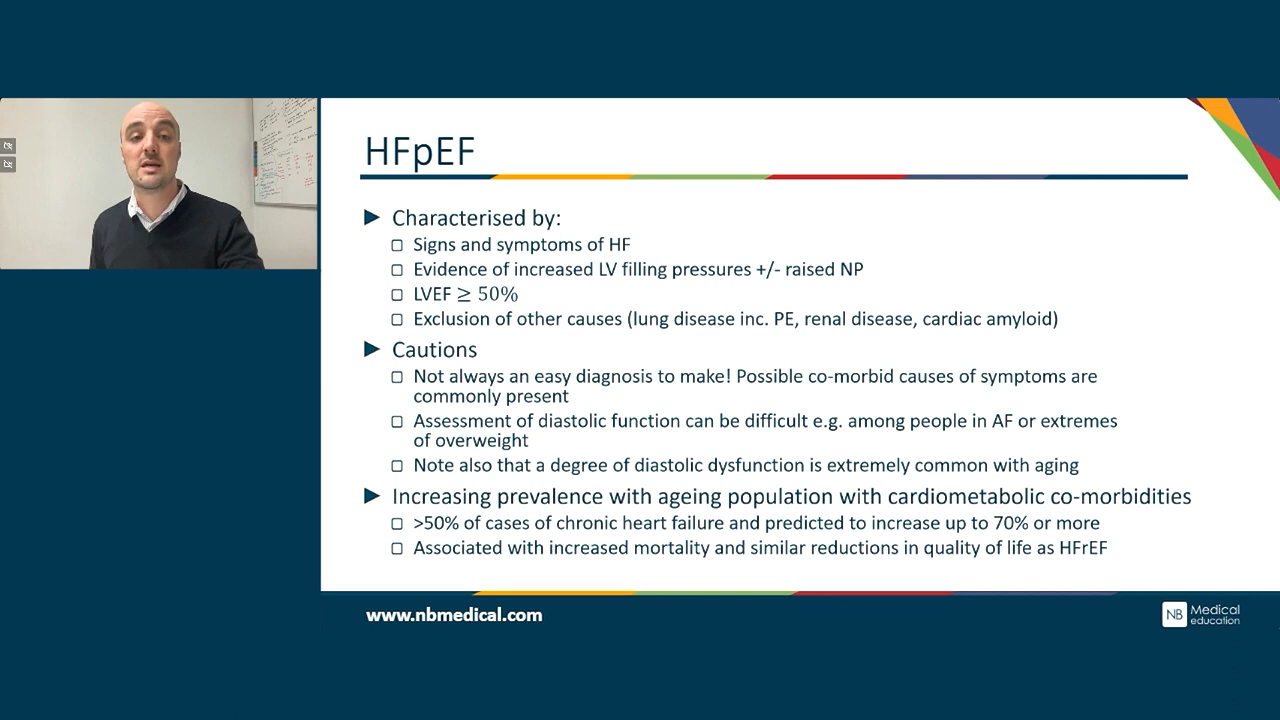 HFpEF
Characterised by:
Signs and symptoms of HF
Evidence of increased LV filling pressures +/- raised NP
LVEF ≥ 50%
Exclusion of other causes (lung disease inc. PE, renal disease, cardiac amyloid)
Cautions
Not always an easy diagnosis to make! Possible co-morbid causes of symptoms are
commonly present
Assessment of diastolic function can be difficult e.g. among people in AF or extremes
of overweight
Note also that a degree of diastolic dysfunction is extremely common with aging
Increasing prevalence with ageing population with cardiometabolic co-morbidities
>50% of cases of chronic heart failure and predicted to increase up to 70% or more
Associated with increased mortality and similar reductions in quality of life as HFrEF
www.nbmedical.com
NB Medical
education